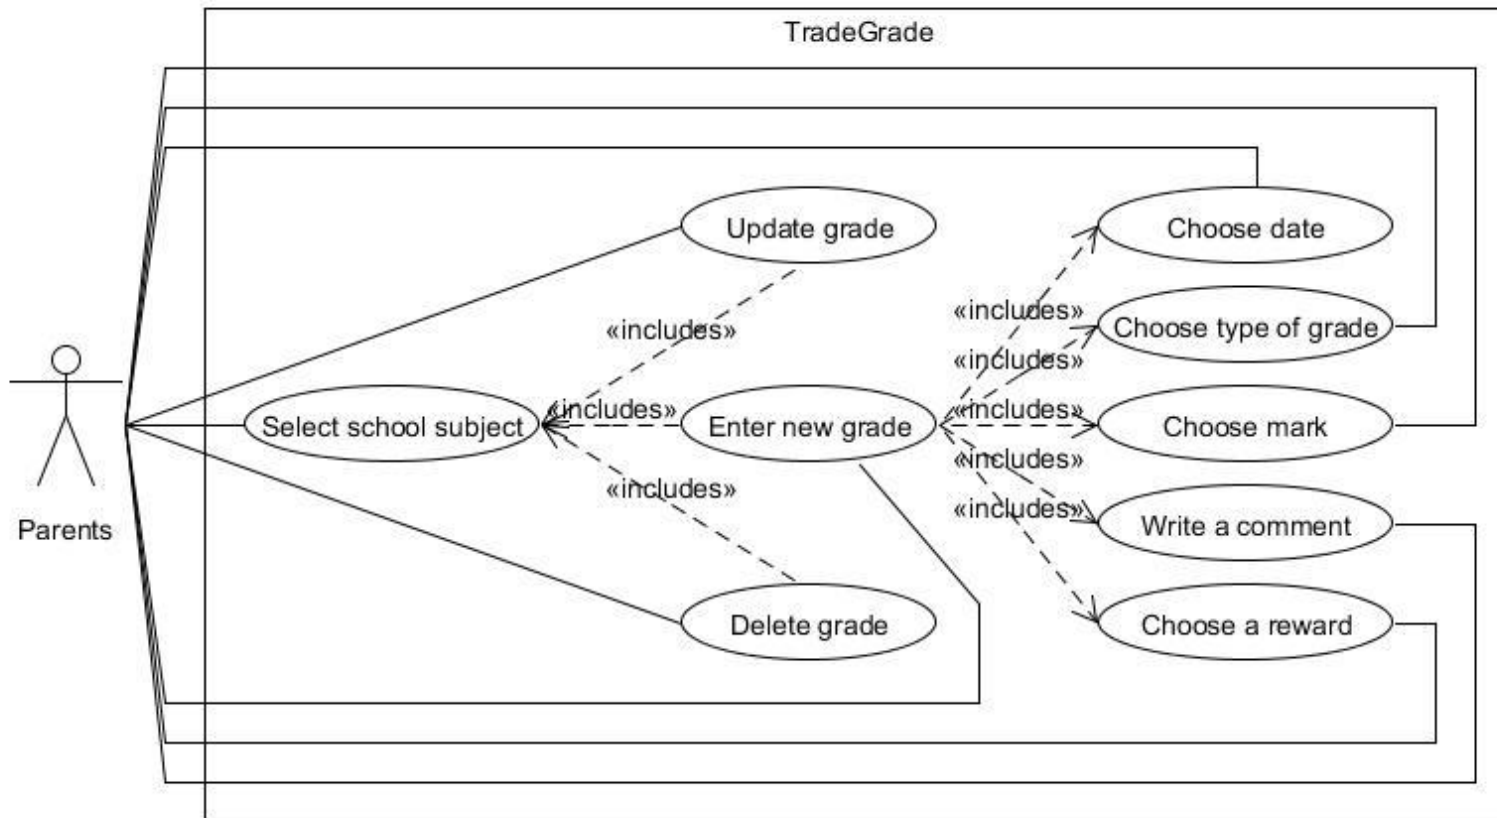 TradeGrade
Update grade
Choose date
«includes»
«includes»
Choose type of grade
«includes»
Select school subject
«includes»
Enter new grade
«includes»
Choose mark
«includes»
«includes»
«includes»
Parents
Write a comment
Delete grade
Choose a reward